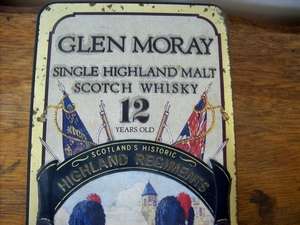 GLEN MORAY
SINGLE HIGHLAND MALT
SCOTCH WHISKY
12
YEARS OLD
SCOTLAND'S HISTORIC
HIGHLAND REGIMENTS